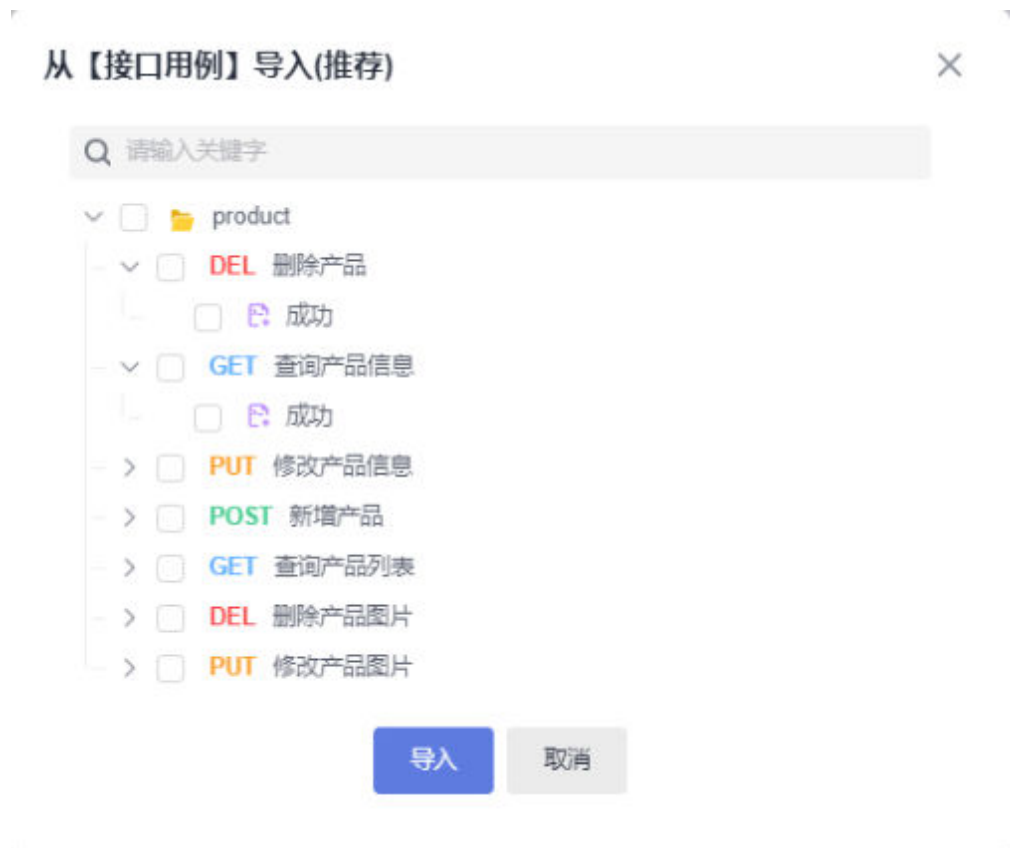 从【接口用例】导入(推荐)
请输入关键字
product
DEL 删除产品
成功
GET 查询产品信息
成功
PUT 修改产品信息
POST 新增产品
GET 查询产品列表
DEL 删除产品图片
PUT 修改产品图片
导入 取消